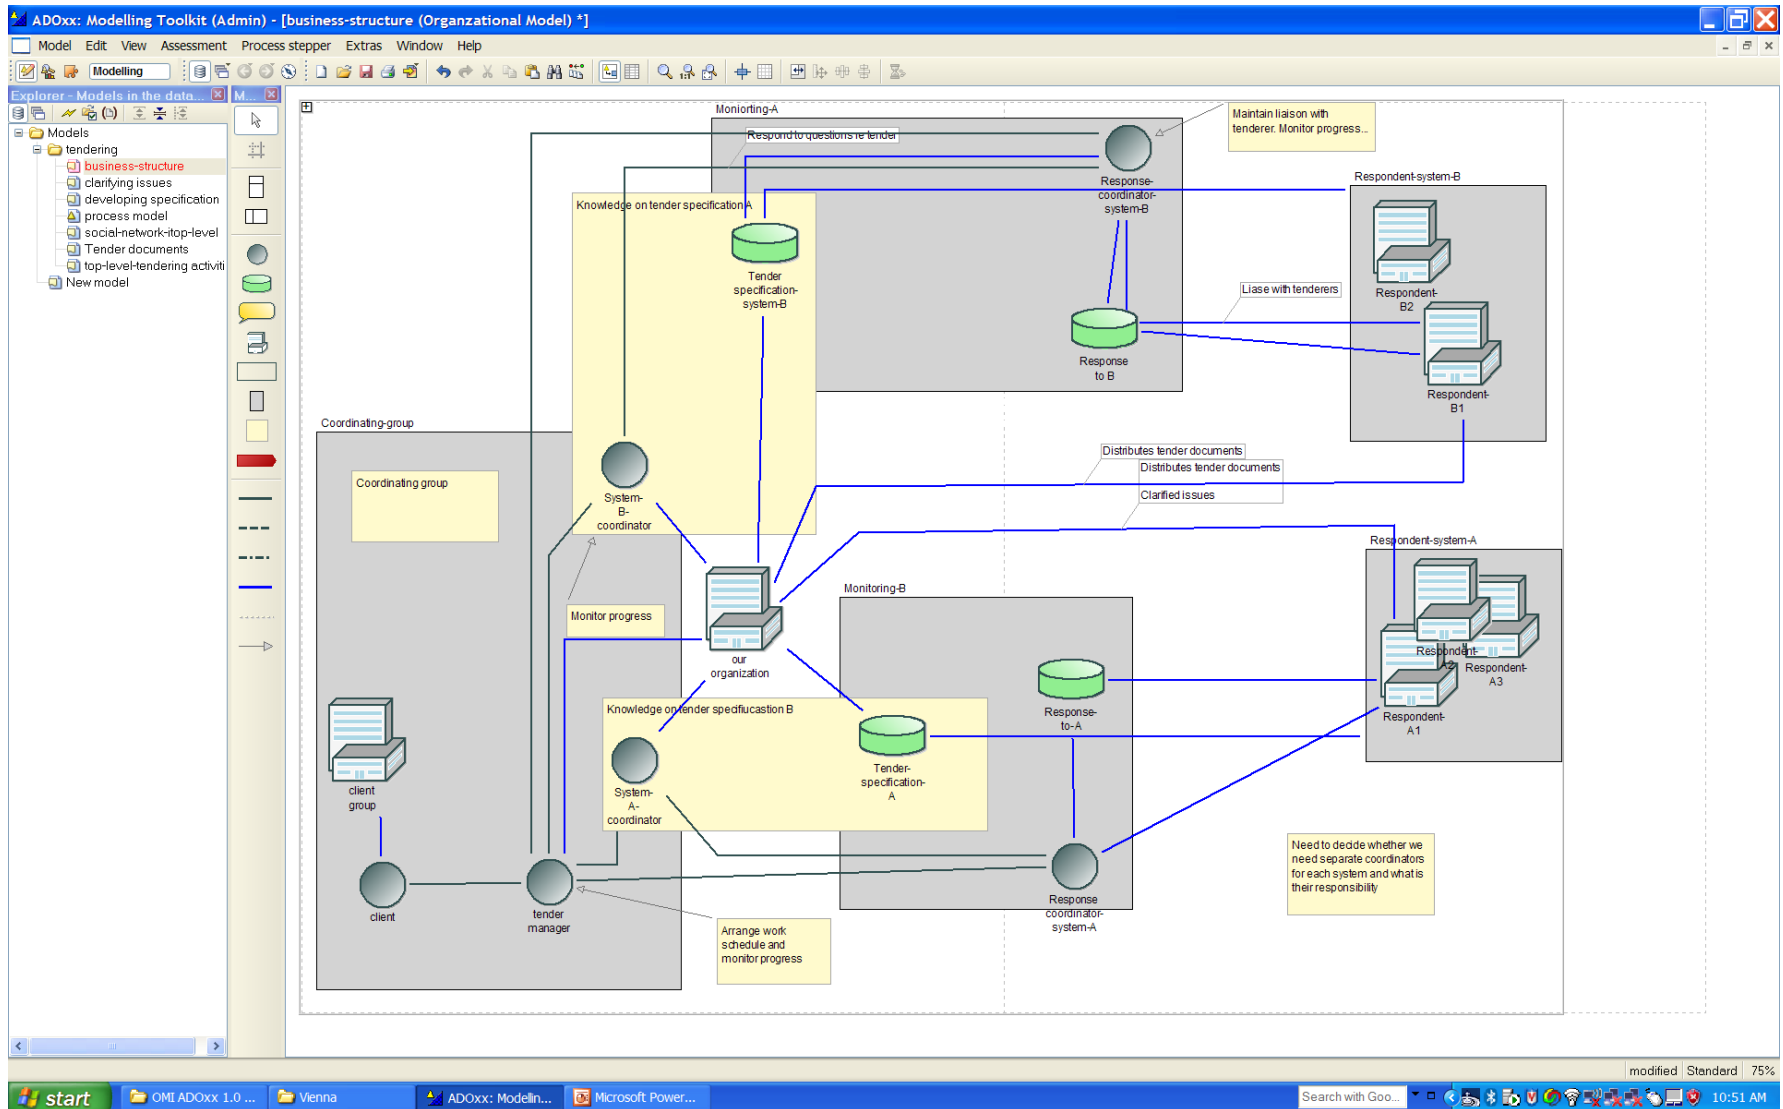 ADOxx: Modelling Toolkit (Admin) - [business-structure (Organzational Model) *]
Model Edit View Assessment Process stepper Extras Window Help
Modelling
Explorer - Models in the data...
M...
Models
tendering
business-structure
clarifying issues
developing specification
process model
social-network-itop-level
Tender documents
top-level-tendering activiti
New model
Moniorting-A
Maintain liaison with
tenderer. Monitor progress...
Respond to questions re tender
Response-
coordinator-
system-B
Respondent-system-B
Knowledge on tender specification A
Tender
specification-
system-B
Respondent-
B2
Liase with tenderers
Response
to B
Respondent-
B1
Coordinating-group
Coordinating group
System-
B-
coordinator
Distributes tender documents
Distributes tender documents
Clarified issues
Respondent-system-A
Monitor progress
Monitoring-B
our
organization
Respondent-
A2
Respondent-
A3
Respondent-
A1
Knowledge on tender specifiucastion B
Response-
to-A
Tender-
specification-
A
System-
A-
coordinator
client
group
client
tender
manager
Response
coordinator-
system-A
Need to decide whether we
need separate coordinators
for each system and what is
their responsibility
Arrange work
schedule and
monitor progress
modified Standard 75%
start
OMI ADOxx 1.0 ...
Vienna
ADOxx: Modellin...
Microsoft Power...
Search with Goo...
10:51 AM